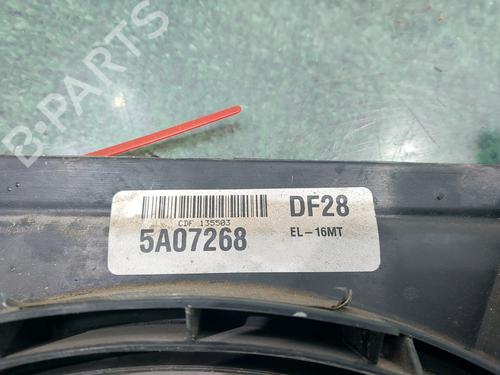 B-PARTS
DF28
CDF 135503
5A07268
EL-16MT